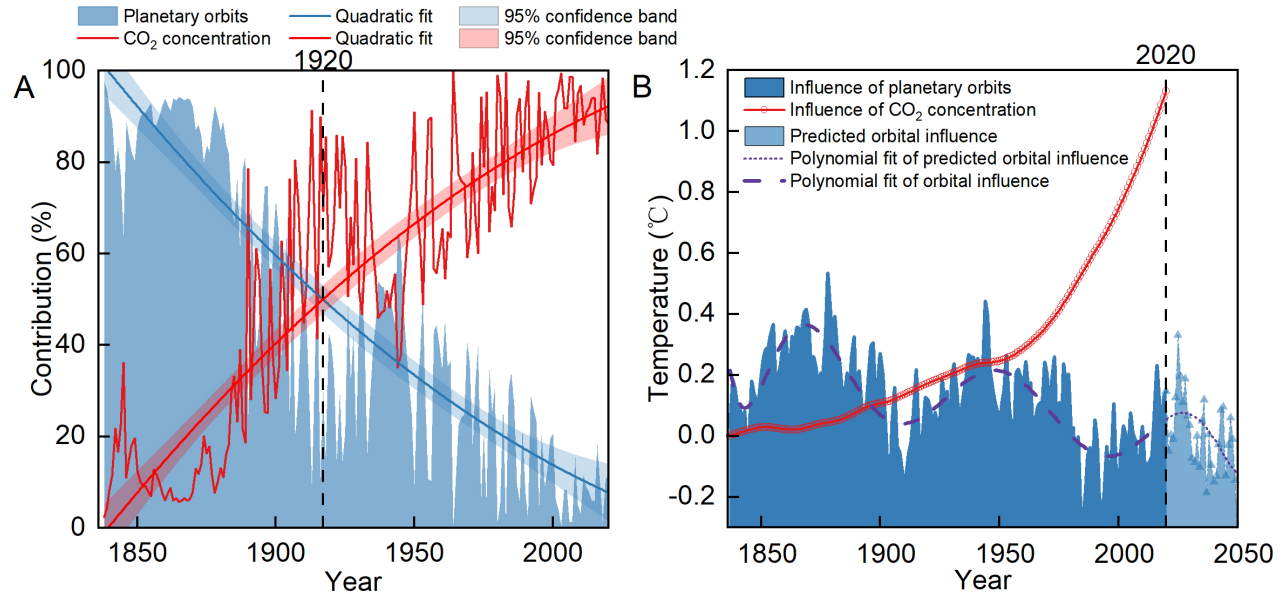 Planetary orbits Quadratic fit 95% confidence band
CO₂ concentration Quadratic fit 95% confidence band
A
1920
100
80
60
40
20
0
Contribution (%)
1850 1900 1950 2000
Year
B
2020
1.2
1.0
0.8
0.6
0.4
0.2
0.0
-0.2
Temperature (℃)
Influence of planetary orbits
Influence of CO₂ concentration
Predicted orbital influence
Polynomial fit of predicted orbital influence
Polynomial fit of orbital influence
1850 1900 1950 2000 2050
Year